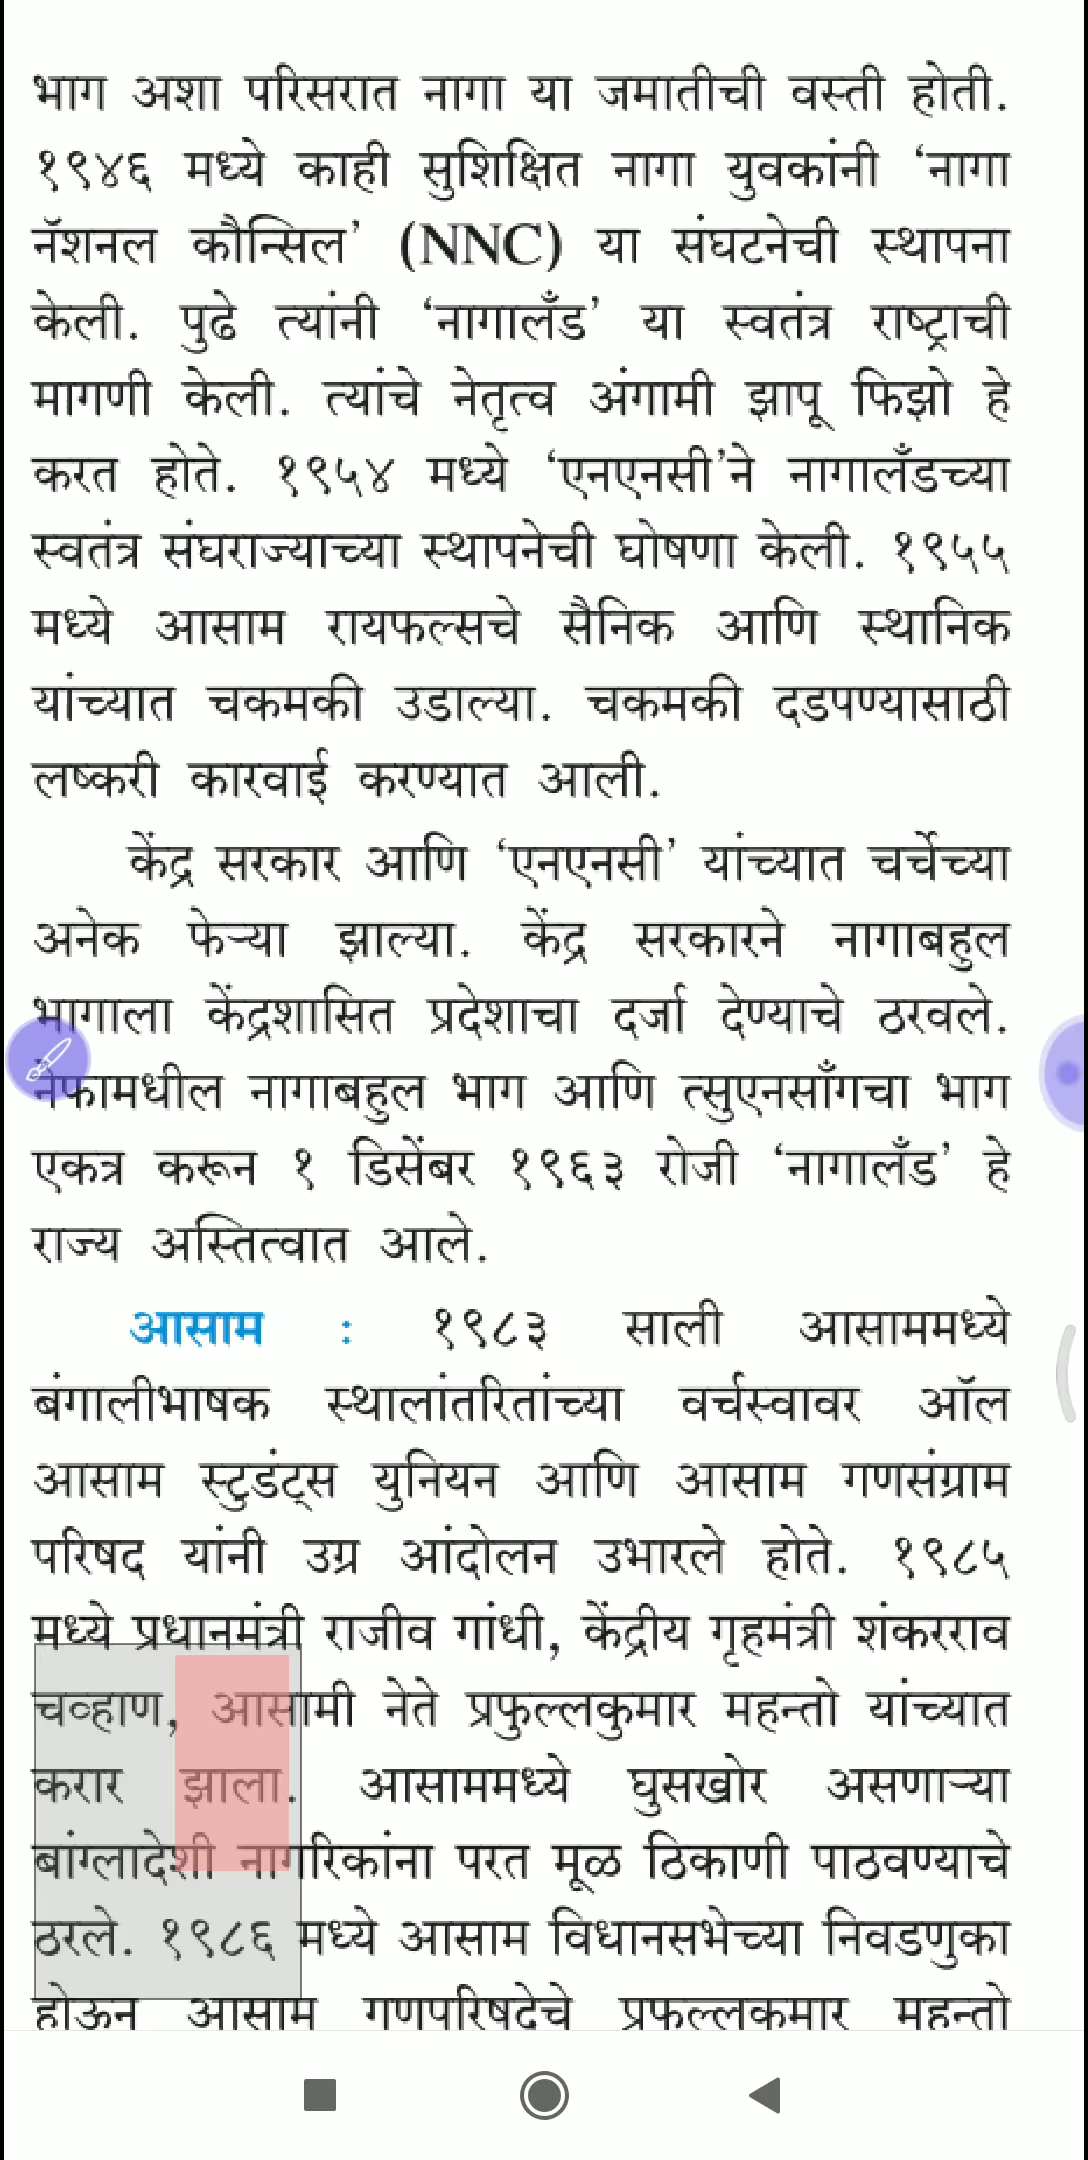 भाग अशा परिसरात नागा या जमातीची वस्ती होती.
१९४६ मध्ये काही सुशिक्षित नागा युवकांनी ‘नागा
नॅशनल कौन्सिल’ (NNC) या संघटनेची स्थापना
केली. पुढे त्यांनी ‘नागालँड’ या स्वतंत्र राष्ट्राची
मागणी केली. त्यांचे नेतृत्व अंगामी झापू फिझो हे
करत होते. १९५४ मध्ये ‘एनएनसी’ने नागालँडच्या
स्वतंत्र संघराज्याच्या स्थापनेची घोषणा केली. १९५५
मध्ये आसाम रायफल्सचे सैनिक आणि स्थानिक
यांच्यात चकमकी उडाल्या. चकमकी दडपण्यासाठी
लष्करी कारवाई करण्यात आली.
केंद्र सरकार आणि ‘एनएनसी’ यांच्यात चर्चेच्या
अनेक फेऱ्या झाल्या. केंद्र सरकारने नागाबहुल
भागाला केंद्रशासित प्रदेशाचा दर्जा देण्याचे ठरवले.
नेफामधील नागाबहुल भाग आणि त्सुएनसाँगचा भाग
एकत्र करून १ डिसेंबर १९६३ रोजी ‘नागालँड’ हे
राज्य अस्तित्वात आले.
आसाम : १९८३ साली आसाममध्ये
बंगालीभाषक स्थालांतरितांच्या वर्चस्वावर ऑल
आसाम स्टुडंट्स युनियन आणि आसाम गणसंग्राम
परिषद यांनी उग्र आंदोलन उभारले होते. १९८५
मध्ये प्रधानमंत्री राजीव गांधी, केंद्रीय गृहमंत्री शंकरराव
चव्हाण, आसामी नेते प्रफुल्लकुमार महन्तो यांच्यात
करार झाला. आसाममध्ये घुसखोर असणाऱ्या
बांग्लादेशी नागरिकांना परत मूळ ठिकाणी पाठवण्याचे
ठरले. १९८६ मध्ये आसाम विधानसभेच्या निवडणुका
होऊन आसाम गणपरिषदेचे प्रफुल्लकुमार महन्तो